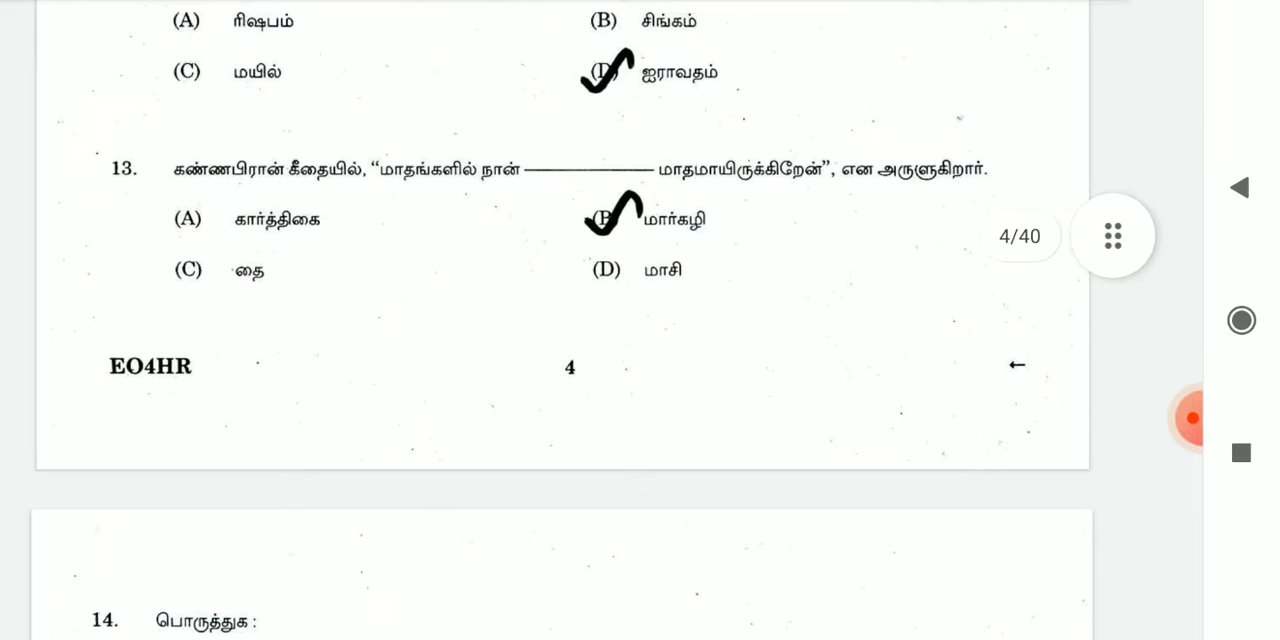 (A) ரிஷபம் (B) சிங்கம்
(C) மயில் (D) ஐராவதம்
13. கண்ணபிரான் கீதையில், “மாதங்களில் நான் ———— மாதமாயிருக்கிறேன்”, என அருளுகிறார்.
(A) கார்த்திகை (B) மார்கழி
4/40
(C) தை (D) மாசி
EO4HR 4 ←
14. பொருத்துக :